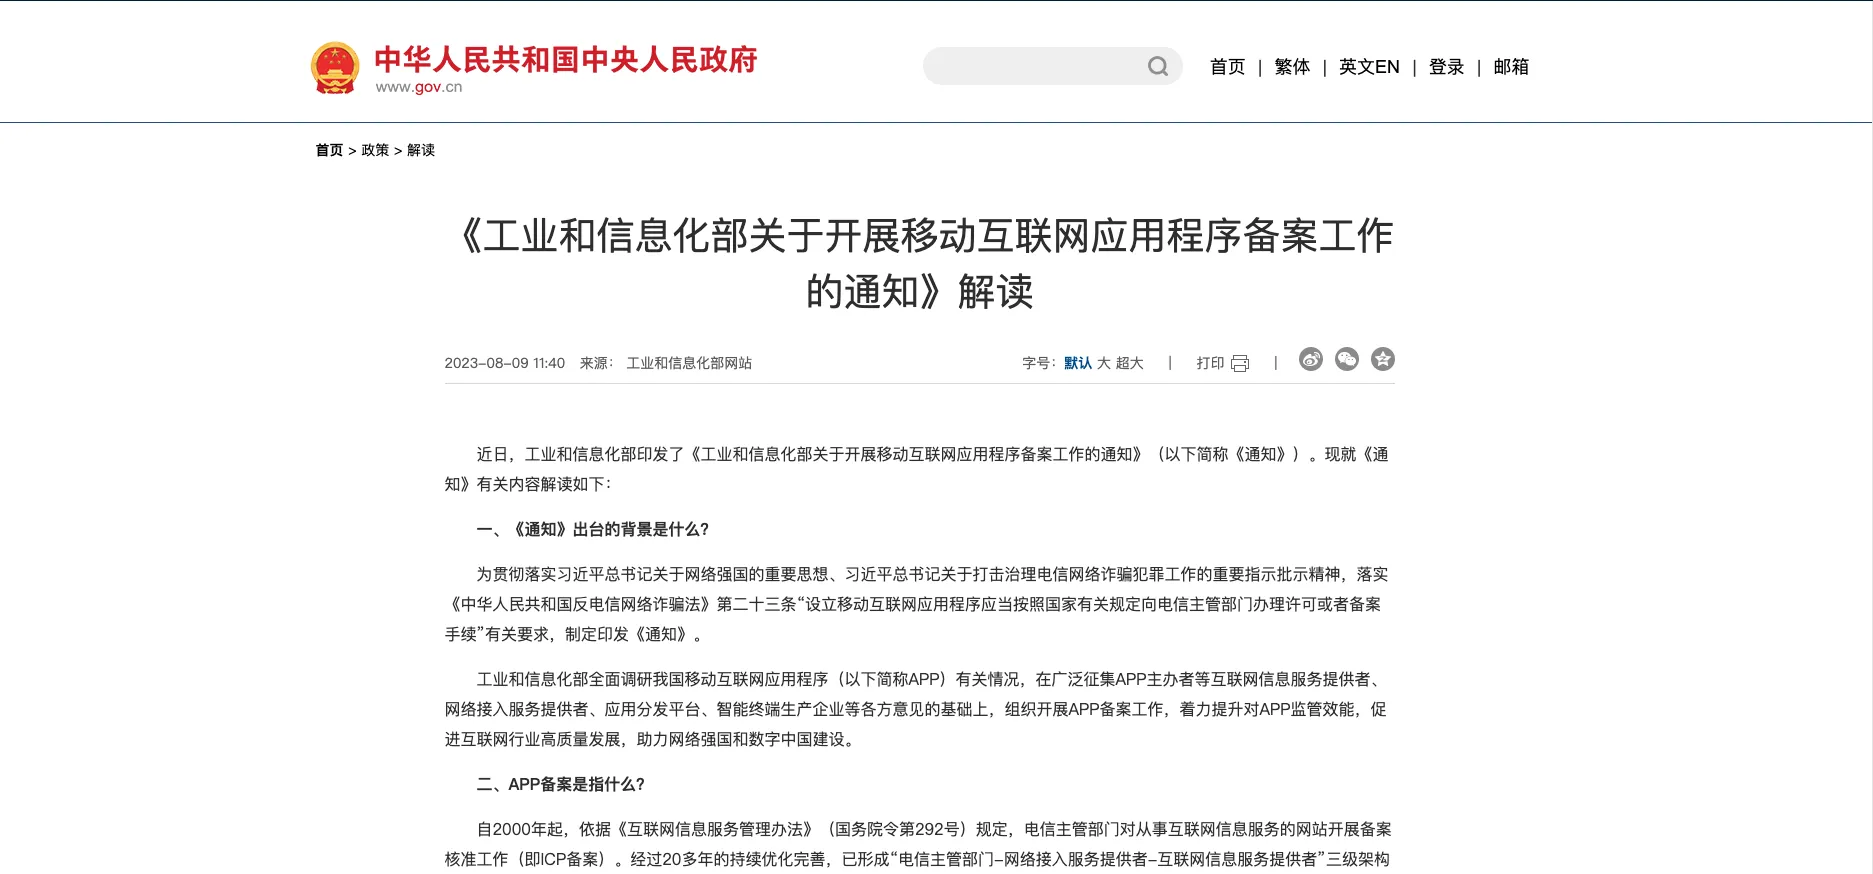 中华人民共和国中央人民政府
www.gov.cn
首页 | 繁体 | 英文EN | 登录 | 邮箱
首页 > 政策 > 解读
《工业和信息化部关于开展移动互联网应用程序备案工作
的通知》解读
2023-08-09 11:40 来源： 工业和信息化部网站
字号：默认 大 超大 | 打印 |
近日，工业和信息化部印发了《工业和信息化部关于开展移动互联网应用程序备案工作的通知》（以下简称《通知》）。现就《通
知》有关内容解读如下：
一、《通知》出台的背景是什么？
为贯彻落实习近平总书记关于网络强国的重要思想、习近平总书记关于打击治理电信网络诈骗犯罪工作的重要指示批示精神，落实
《中华人民共和国反电信网络诈骗法》第二十三条“设立移动互联网应用程序应当按照国家有关规定向电信主管部门办理许可或者备案
手续”有关要求，制定印发《通知》。
工业和信息化部全面调研我国移动互联网应用程序（以下简称APP）有关情况，在广泛征集APP主办者等互联网信息服务提供者、
网络接入服务提供者、应用分发平台、智能终端生产企业等各方意见的基础上，组织开展APP备案工作，着力提升对APP监管效能，促
进互联网行业高质量发展，助力网络强国和数字中国建设。
二、APP备案是指什么？
自2000年起，依据《互联网信息服务管理办法》（国务院令第292号）规定，电信主管部门对从事互联网信息服务的网站开展备案
核准工作（即ICP备案）。经过20多年的持续优化完善，已形成“电信主管部门-网络接入服务提供者-互联网信息服务提供者”三级架构